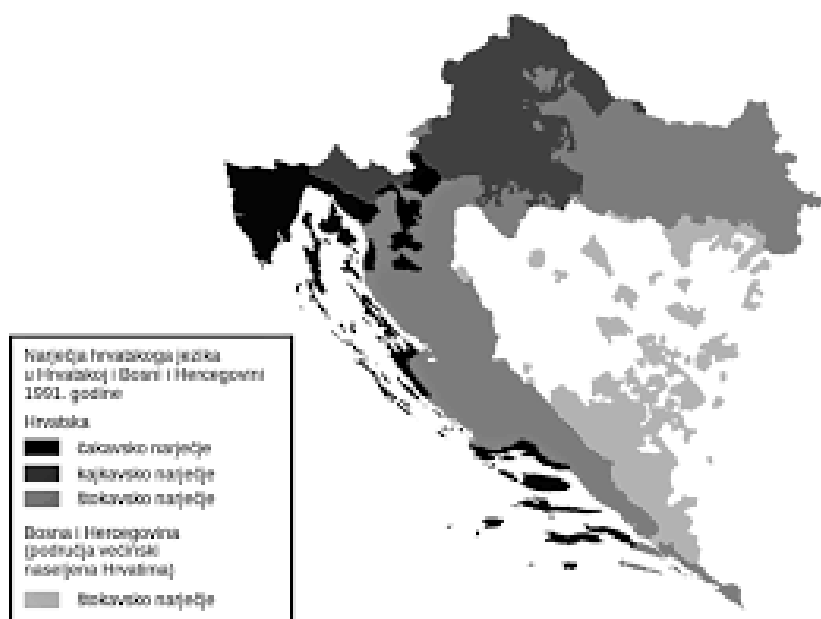 Narječja hrvatskoga jezika
u Hrvatskoj i Bosni i Hercegovini
1991. godine
Hrvatska
čakavsko narječje
kajkavsko narječje
štokavsko narječje
Bosna i Hercegovina
(područja većinski
naseljena Hrvatima)
štokavsko narječje